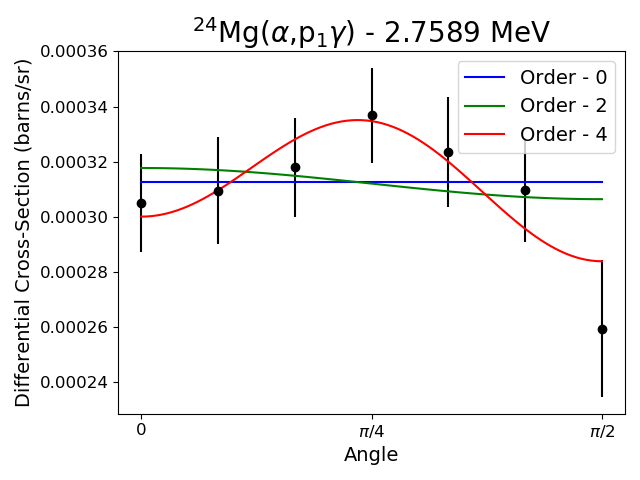 ²⁴Mg(α,p₁γ) - 2.7589 MeV
Differential Cross-Section (barns/sr)
0.00036
0.00034
0.00032
0.00030
0.00028
0.00026
0.00024
Order - 0
Order - 2
Order - 4
0
π/4
π/2
Angle